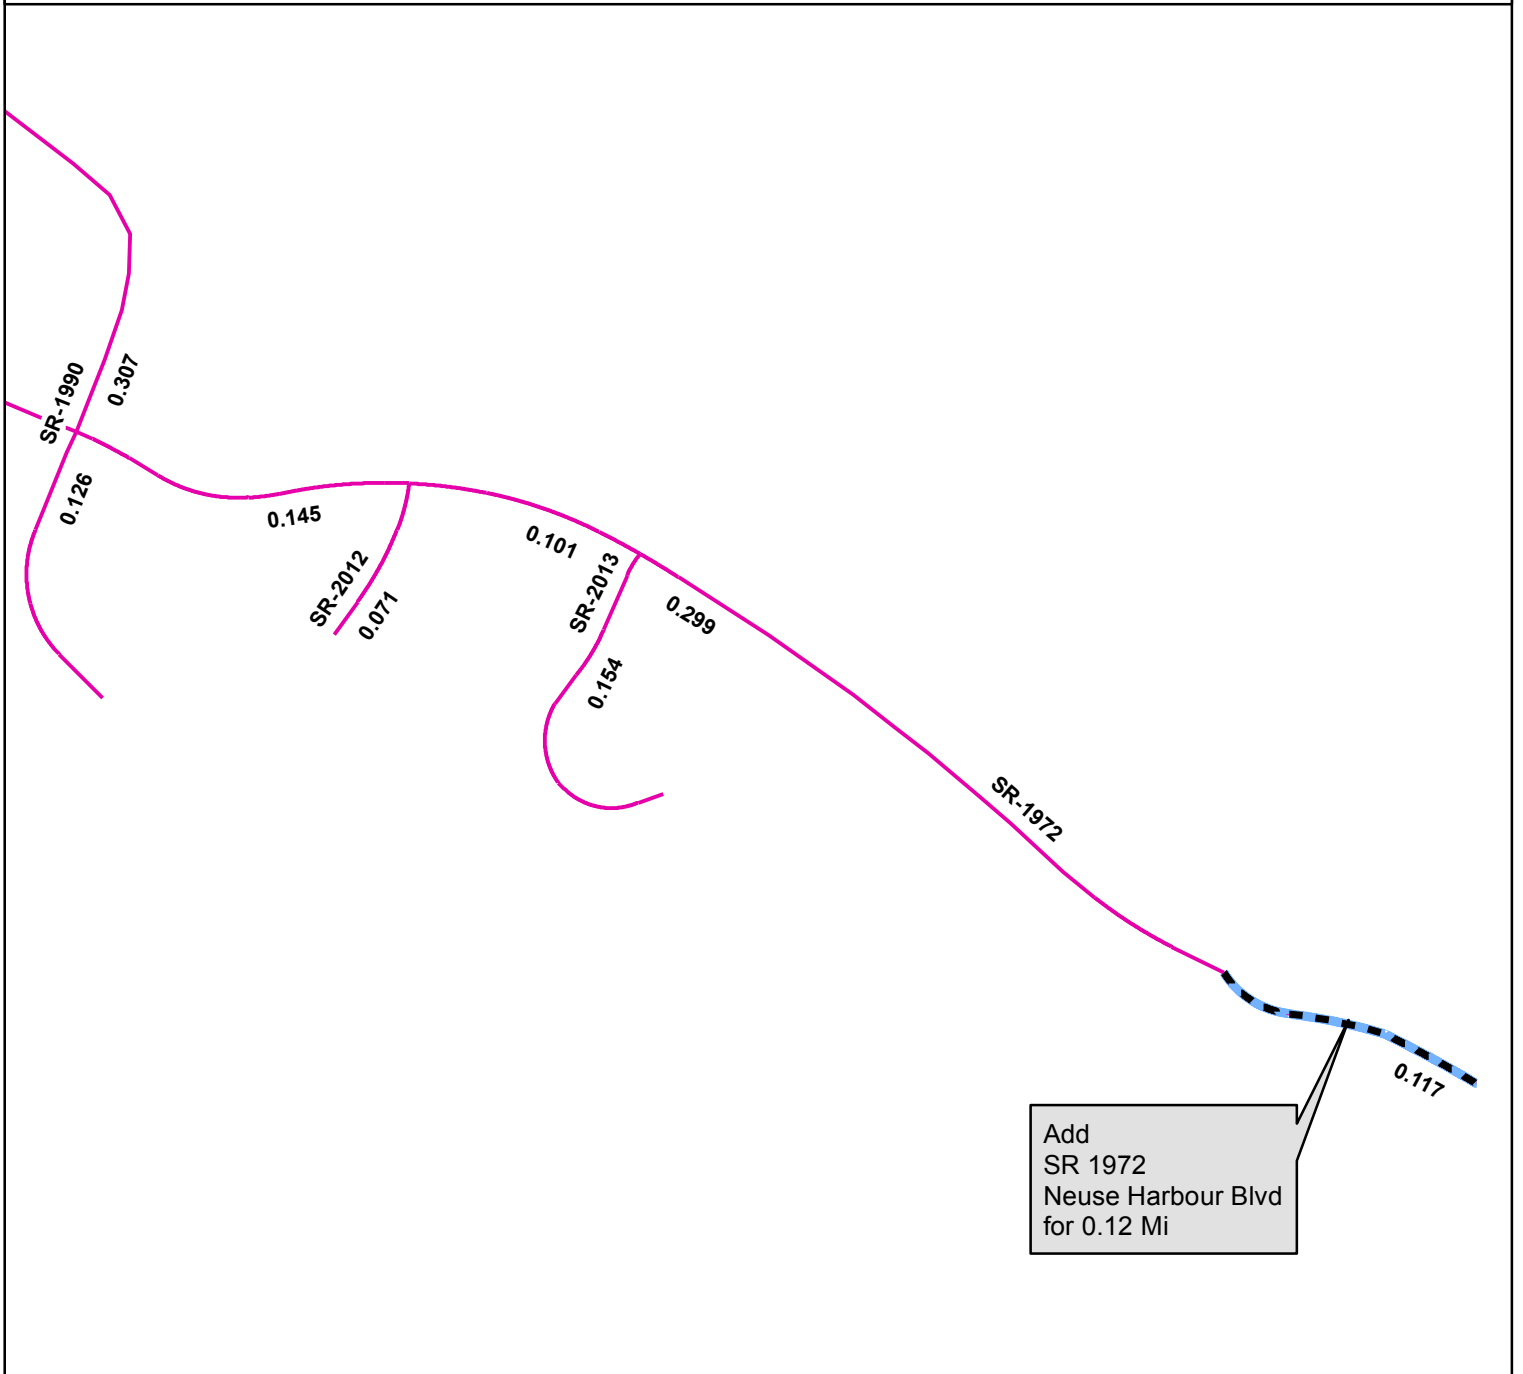 SR-1990
0.307
0.126
0.145
0.101
SR-2012
0.071
SR-2013
0.299
0.154
SR-1972
0.117
Add
SR 1972
Neuse Harbour Blvd
for 0.12 Mi